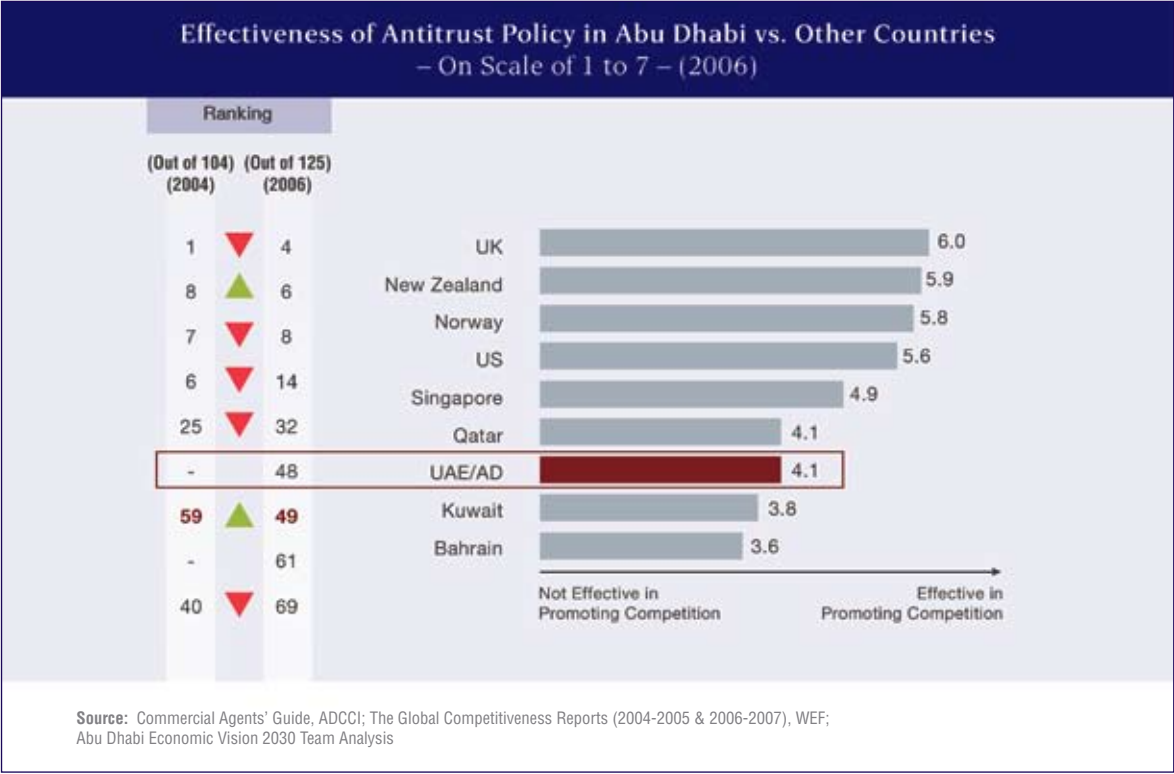 Effectiveness of Antitrust Policy in Abu Dhabi vs. Other Countries
– On Scale of 1 to 7 – (2006)
Ranking
(Out of 104) (Out of 125)
(2004) (2006)
1 4 UK 6.0
8 6 New Zealand 5.9
7 8 Norway 5.8
6 14 US 5.6
25 32 Singapore 4.9
Qatar 4.1
- 48 UAE/AD 4.1
59 49 Kuwait 3.8
- 61 Bahrain 3.6
40 69
Not Effective in Effective in
Promoting Competition Promoting Competition
Source: Commercial Agents' Guide, ADCCI; The Global Competitiveness Reports (2004-2005 & 2006-2007), WEF;
Abu Dhabi Economic Vision 2030 Team Analysis